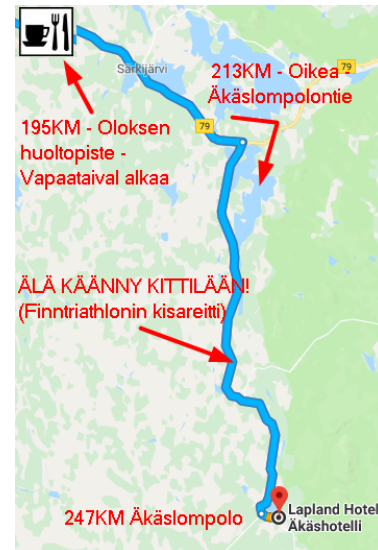 Särkijärvi
213KM - Oikea -
Äkäslompolontie
79
79
195KM - Oloksen
huoltopiste -
Vapaataival alkaa
ÄLÄ KÄÄNNY KITTILÄÄN!
(Finntriathlonin kisareitti)
247KM Äkäslompolo
Lapland Hotel
Äkäshotelli